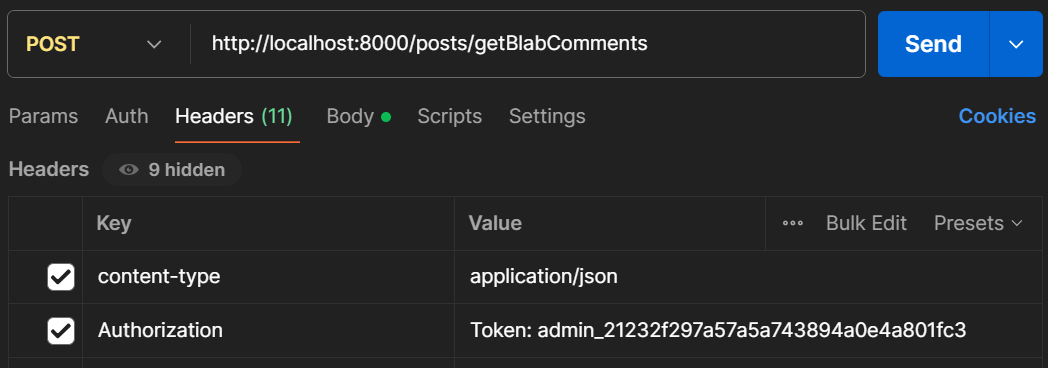 POST http://localhost:8000/posts/getBlabComments Send
Params Auth Headers (11) Body Scripts Settings Cookies
Headers 9 hidden
Key Value Bulk Edit Presets
content-type application/json
Authorization Token: admin_21232f297a57a5a743894a0e4a801fc3